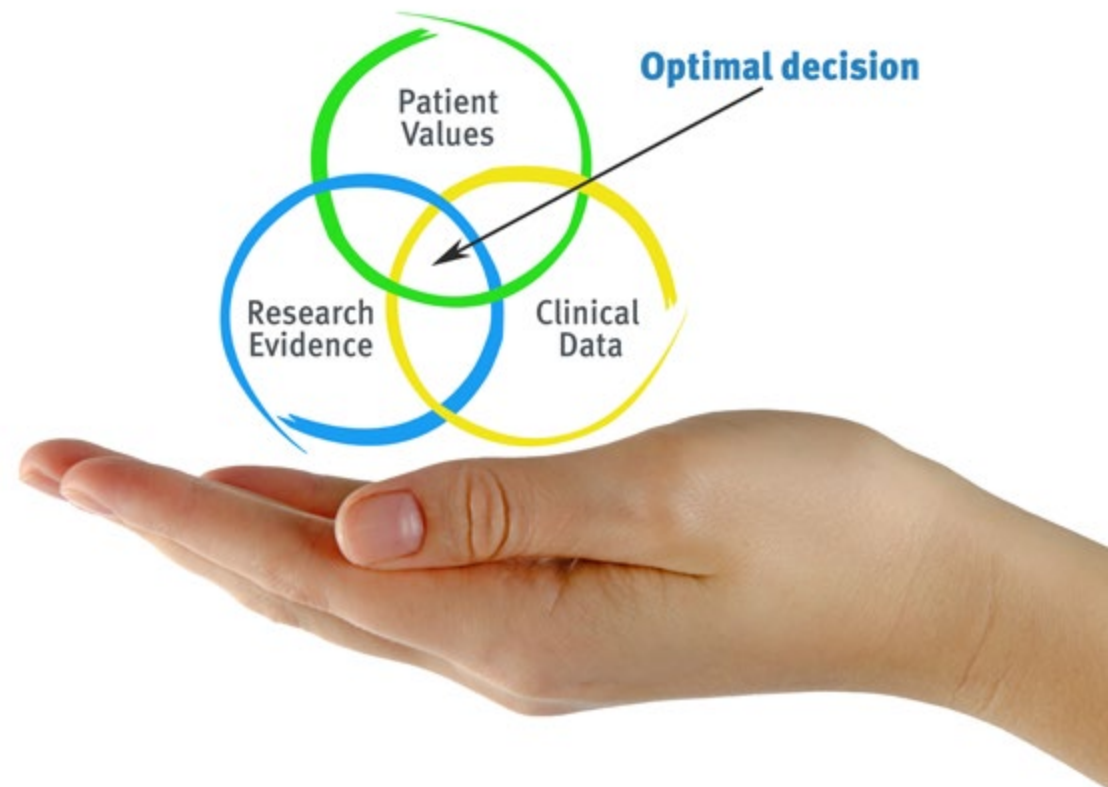 Optimal decision
Patient
Values
Research
Evidence
Clinical
Data